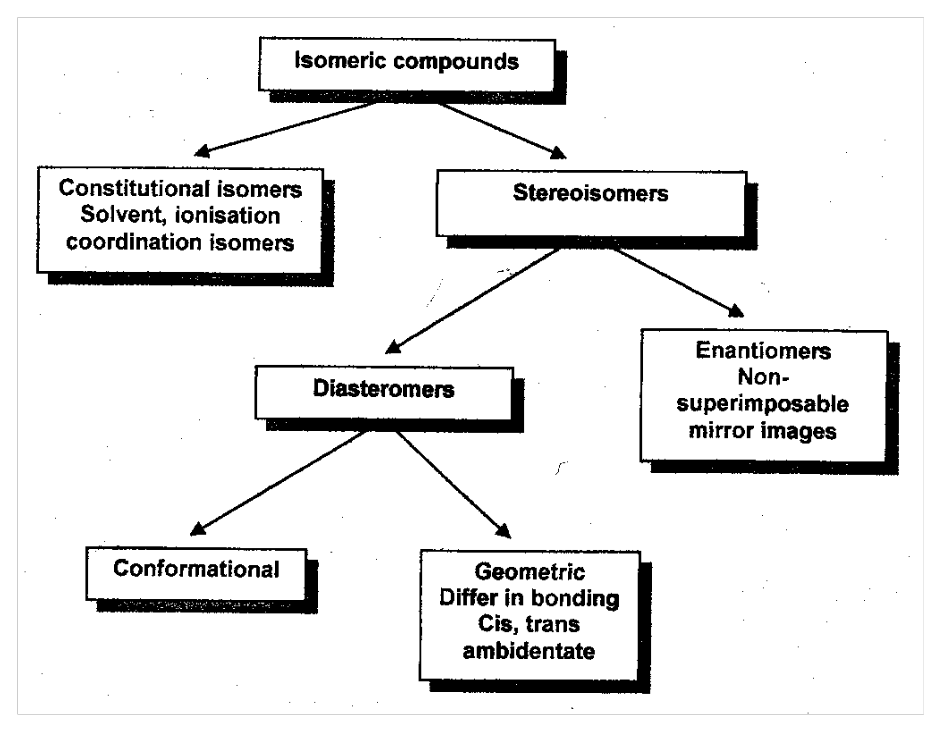 Isomeric compounds
Constitutional isomers
Solvent, ionisation
coordination isomers
Stereoisomers
Enantiomers
Non-
superimposable
mirror images
Diasteromers
Conformational
Geometric
Differ in bonding
Cis, trans
ambidentate